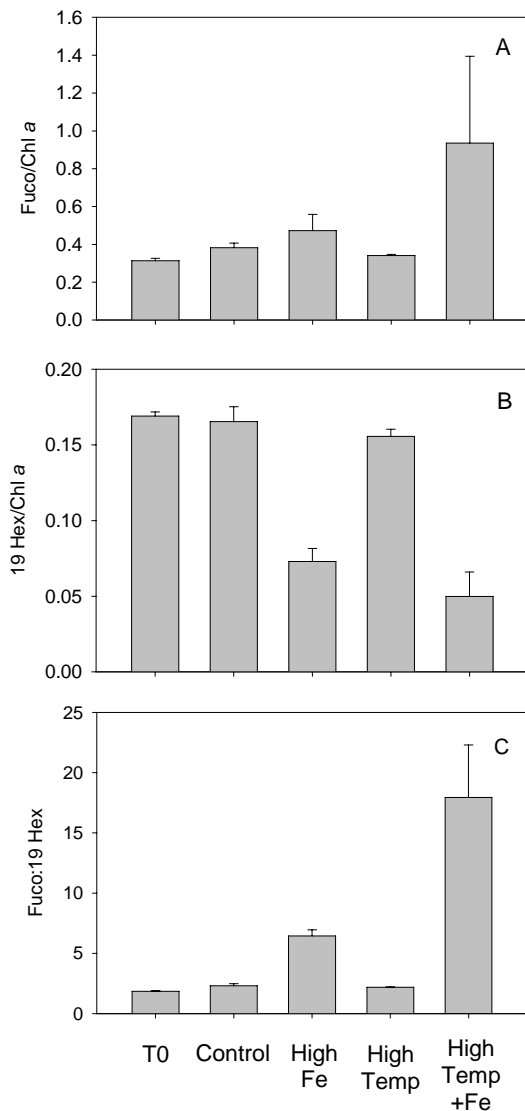 A
Fuco/Chl a
1.6
1.4
1.2
1.0
0.8
0.6
0.4
0.2
0.0
B
19 Hex/Chl a
0.20
0.15
0.10
0.05
0.00
C
Fuco:19 Hex
25
20
15
10
5
0
T0
Control
High
Fe
High
Temp
High
Temp
+Fe